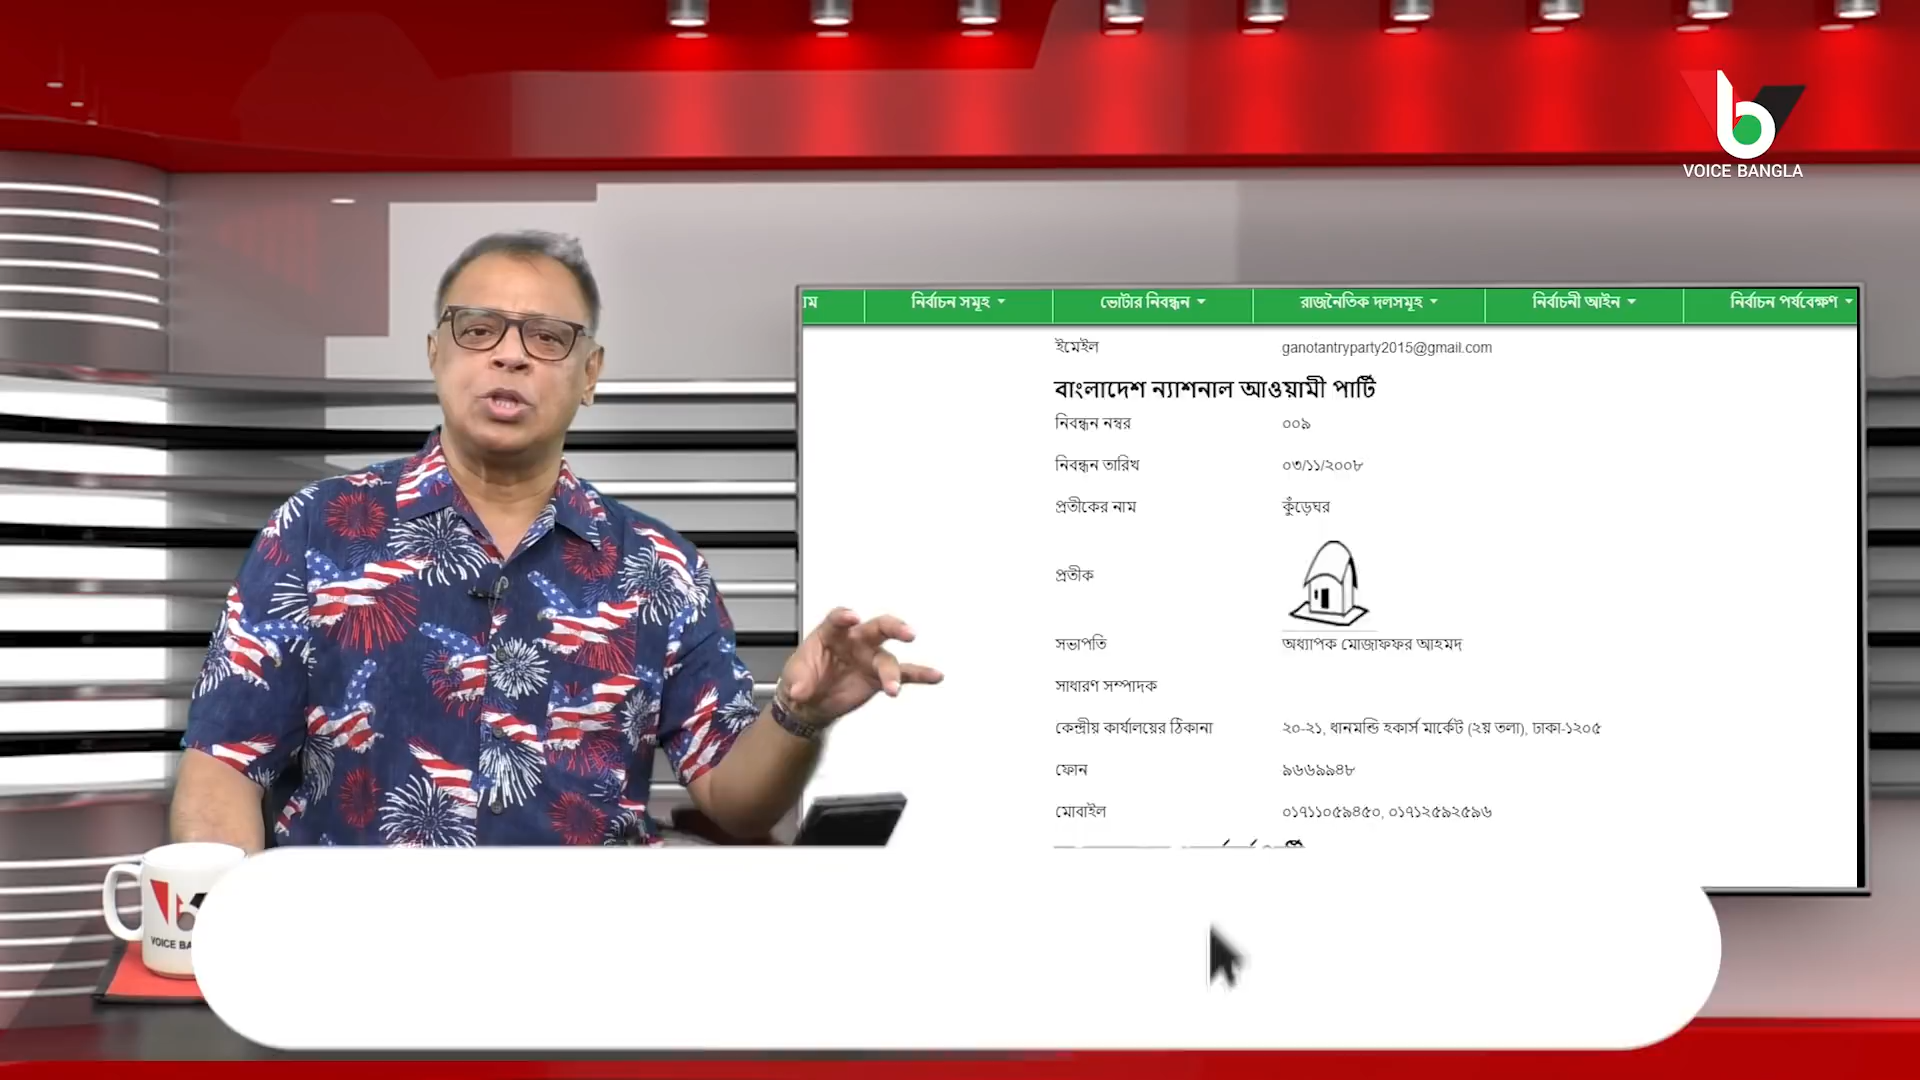 VOICE BANGLA
নির্বাচন সমূহ
ভোটার নিবন্ধন
রাজনৈতিক দলসমূহ
নির্বাচনী আইন
নির্বাচন পর্যবেক্ষণ
ইমেইল ganotantryparty2015@gmail.com
বাংলাদেশ ন্যাশনাল আওয়ামী পার্টি
নিবন্ধন নম্বর ০০৯
নিবন্ধন তারিখ ০৩/১১/২০০৮
প্রতীকের নাম কুঁড়েঘর
প্রতীক
সভাপতি অধ্যাপক মোজাফফর আহমদ
সাধারণ সম্পাদক
কেন্দ্রীয় কার্যালয়ের ঠিকানা ২০-২১, ধানমন্ডি হকার্স মার্কেট (২য় তলা), ঢাকা-১২০৫
ফোন ৯৬৬৯৯৪৮
মোবাইল ০১৭১১০৫৯৪৫০, ০১৭১২৫৯২৫৯৬
VOICE BA